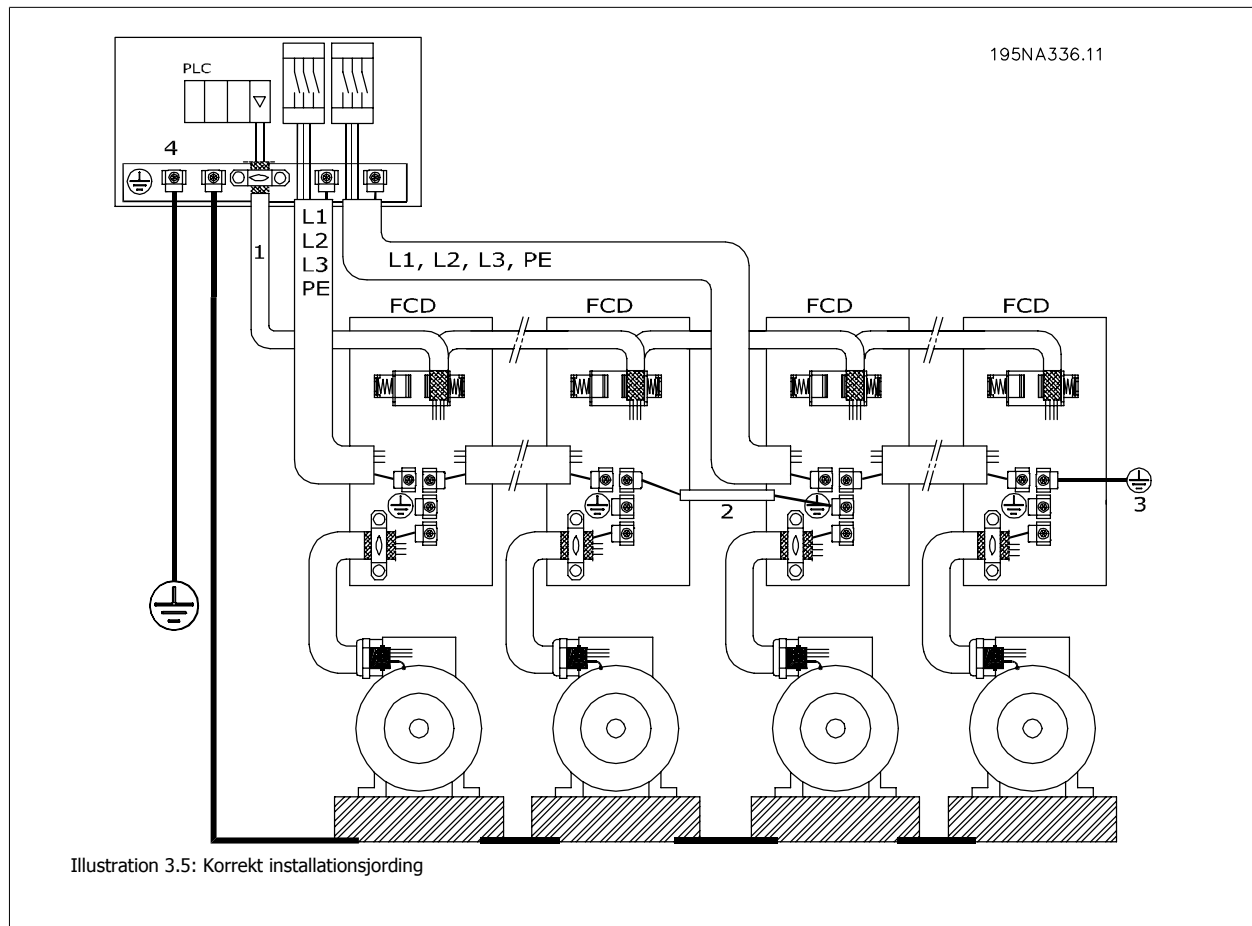 195NA336.11
PLC
4
1
L1
L2
L3
PE
L1, L2, L3, PE
FCD
FCD
FCD
FCD
2
3
Illustration 3.5: Korrekt installationsjording